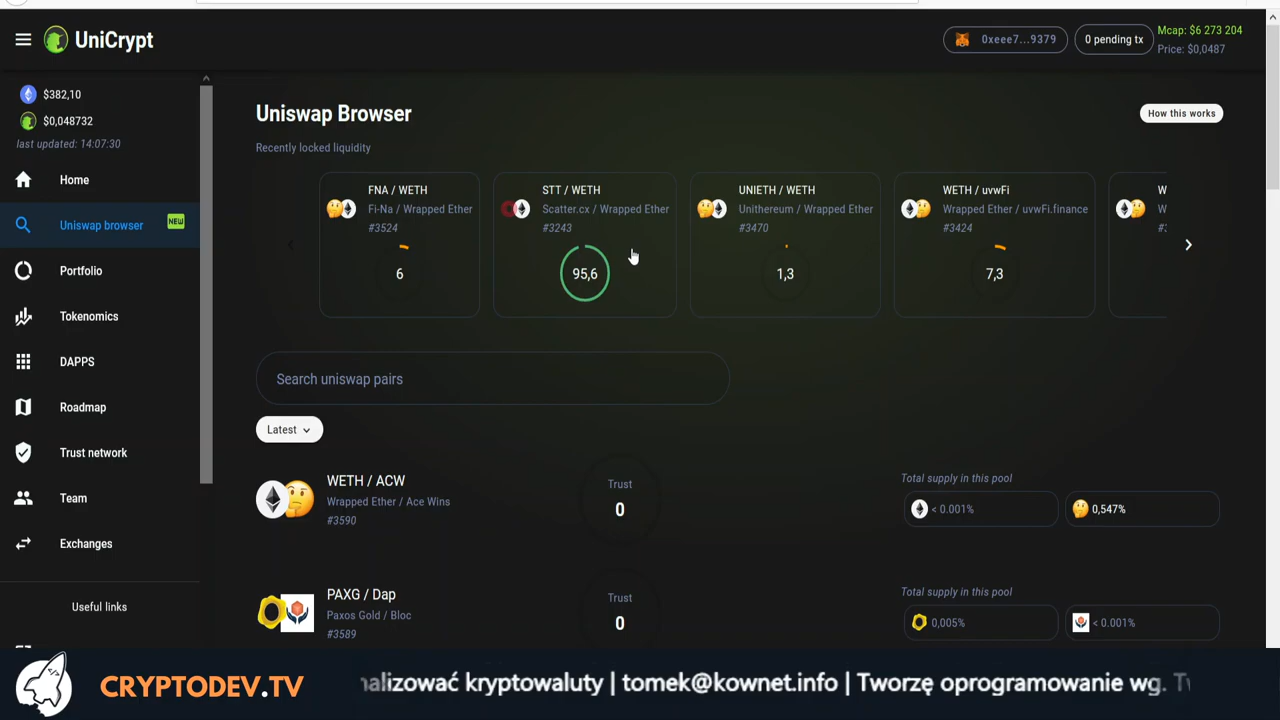 UniCrypt
0xeee7...9379
0 pending tx
Mcap: $6 273 204
Price: $0,0487
$382,10
$0,048732
last updated: 14:07:30
Home
Uniswap browser
NEW
Portfolio
Tokenomics
DAPPS
Roadmap
Trust network
Team
Exchanges
Useful links
Uniswap Browser
How this works
Recently locked liquidity
FNA / WETH
Fi-Na / Wrapped Ether
#3524
6
STT / WETH
Scatter.cx / Wrapped Ether
#3243
95,6
UNIETH / WETH
Unithereum / Wrapped Ether
#3470
1,3
WETH / uvwFi
Wrapped Ether / uvwFi.finance
#3424
7,3
W
W
Search uniswap pairs
Latest
WETH / ACW
Wrapped Ether / Ace Wins
#3590
Trust
0
Total supply in this pool
< 0.001%
0,547%
PAXG / Dap
Paxos Gold / Bloc
#3589
Trust
0
Total supply in this pool
0,005%
< 0.001%
CRYPTODEV.TV
nalizować kryptowaluty | tomek@kownet.info | Tworzę oprogramowanie wg.